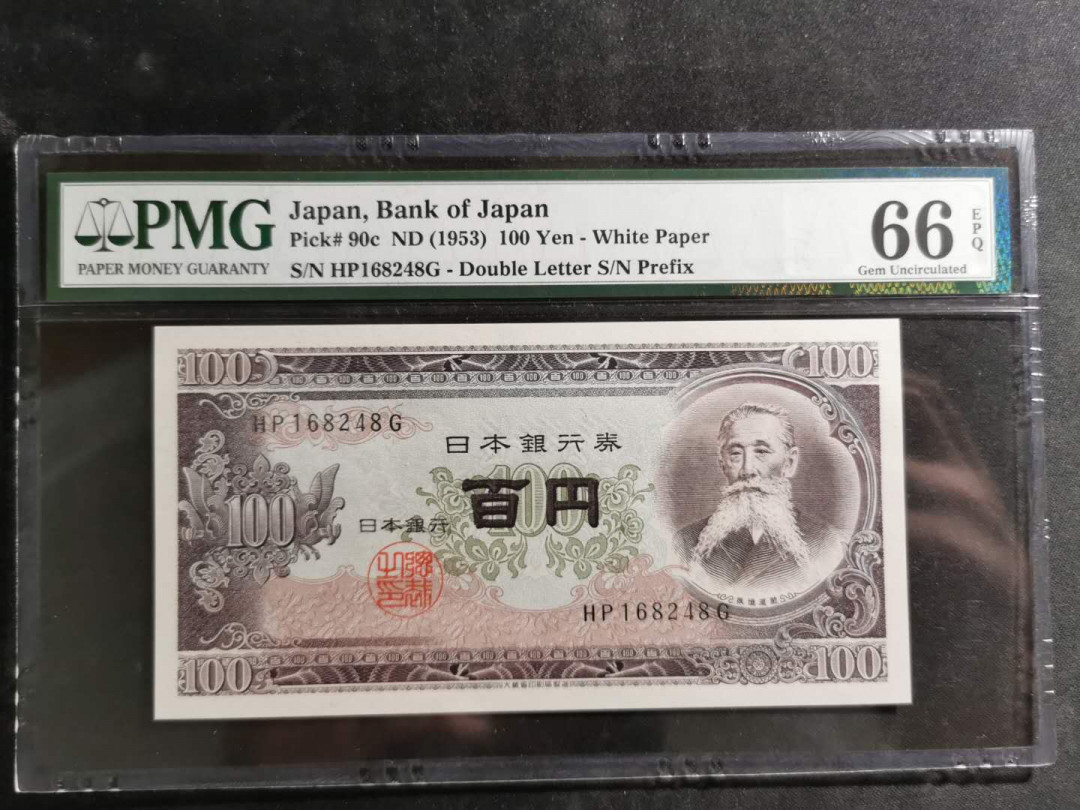 PMG
PAPER MONEY GUARANTY
Japan, Bank of Japan
Pick# 90c ND (1953) 100 Yen - White Paper
S/N HP168248G - Double Letter S/N Prefix
66
EPQ
Gem Uncirculated
100
100
HP168248G
日本銀行券
100
100
百円
日本銀行
HP168248G
100
100